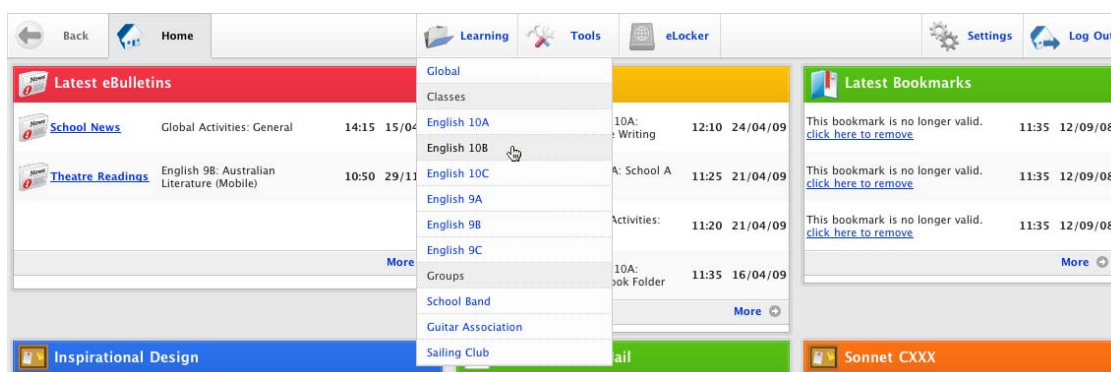 Back
Home
Learning
Tools
eLocker
Settings
Log Out
Latest eBulletins
School News
Global Activities: General
14:15 15/04
Theatre Readings
English 9B: Australian
Literature (Mobile)
10:50 29/11
More
Global
Classes
English 10A
English 10B
English 10C
English 9A
English 9B
English 9C
Groups
School Band
Guitar Association
Sailing Club
10A:
Writing
12:10 24/04/09
A: School A
11:25 21/04/09
Activities:
11:20 21/04/09
10A:
Folder
11:35 16/04/09
More
Latest Bookmarks
This bookmark is no longer valid.
click here to remove
11:35 12/09/08
This bookmark is no longer valid.
click here to remove
11:35 12/09/08
This bookmark is no longer valid.
click here to remove
11:35 12/09/08
More
Inspirational Design
ail
Sonnet CXXX